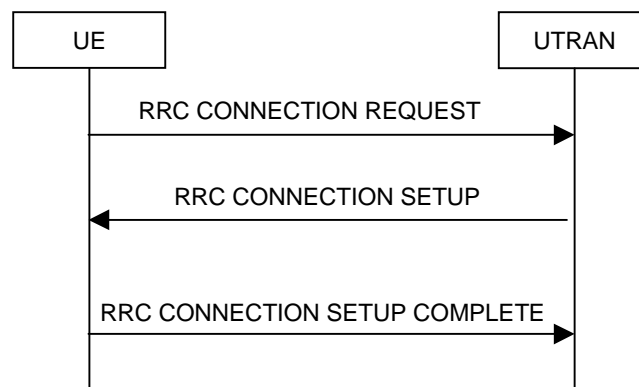 UE
UTRAN
RRC CONNECTION REQUEST
RRC CONNECTION SETUP
RRC CONNECTION SETUP COMPLETE